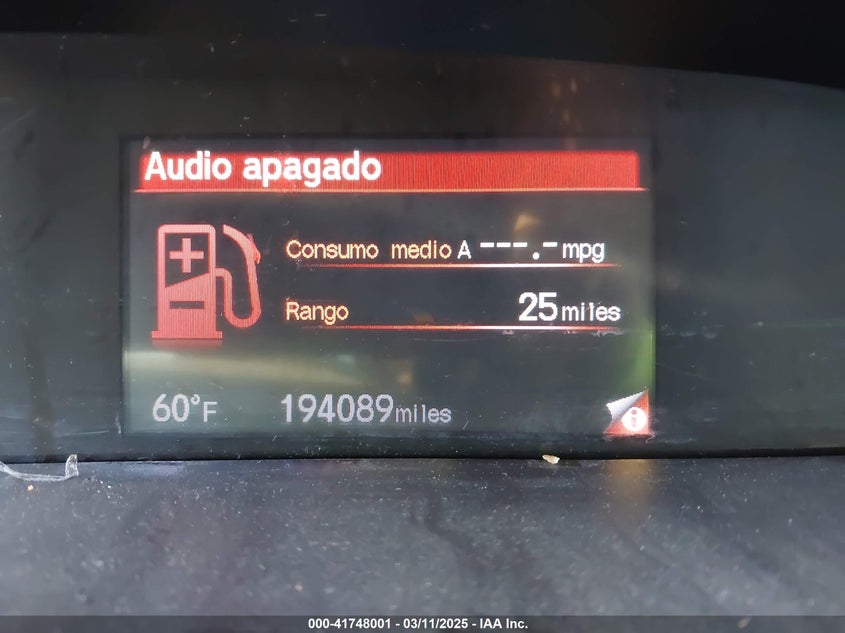 Audio apagado
Consumo medio A ---.- mpg
Rango 25 miles
60°F 194089 miles
000-41748001 - 03/11/2025 - IAA Inc.